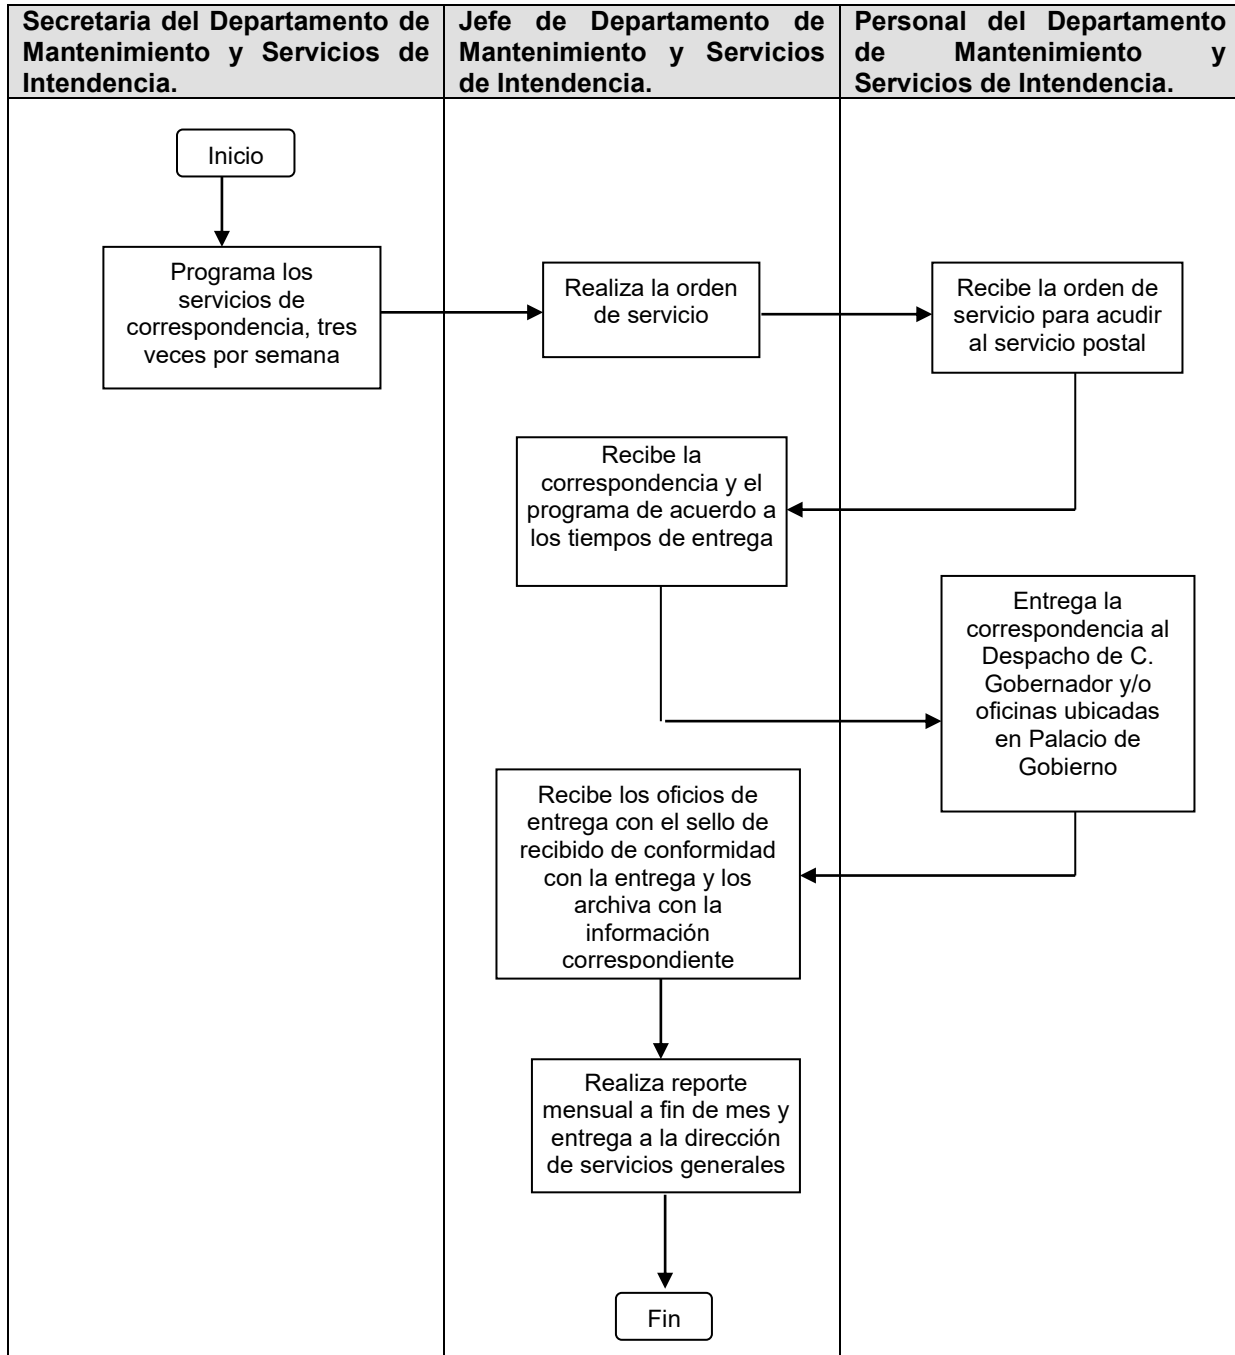 Secretaria del Departamento de
Mantenimiento y Servicios de
Intendencia.
Jefe de Departamento de
Mantenimiento y Servicios
de Intendencia.
Personal del Departamento
de Mantenimiento y
Servicios de Intendencia.
Inicio
Programa los
servicios de
correspondencia, tres
veces por semana
Realiza la orden
de servicio
Recibe la orden de
servicio para acudir
al servicio postal
Recibe la
correspondencia y el
programa de acuerdo a
los tiempos de entrega
Entrega la
correspondencia al
Despacho de C.
Gobernador y/o
oficinas ubicadas
en Palacio de
Gobierno
Recibe los oficios de
entrega con el sello de
recibido de conformidad
con la entrega y los
archiva con la
información
correspondiente
Realiza reporte
mensual a fin de mes y
entrega a la dirección
de servicios generales
Fin